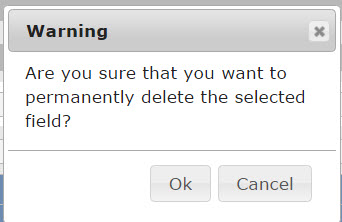 Warning
Are you sure that you want to
permanently delete the selected
field?
Ok
Cancel